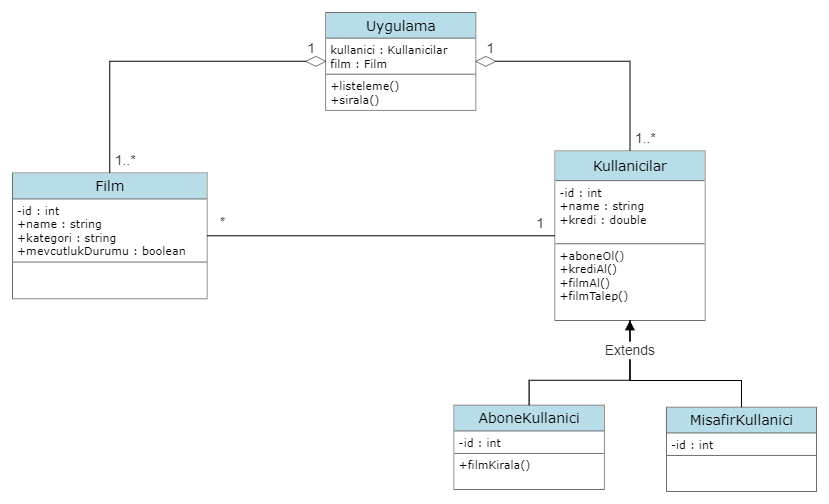 Uygulama
kullanici : Kullanicilar
film : Film
+listeleme()
+sirala()
1
1
1..*
1..*
Film
-id : int
+name : string
+kategori : string
+mevcutlukDurumu : boolean
*
1
Kullanicilar
-id : int
+name : string
+kredi : double
+aboneOl()
+krediAl()
+filmAl()
+filmTalep()
Extends
AboneKullanici
-id : int
+filmKirala()
MisafirKullanici
-id : int